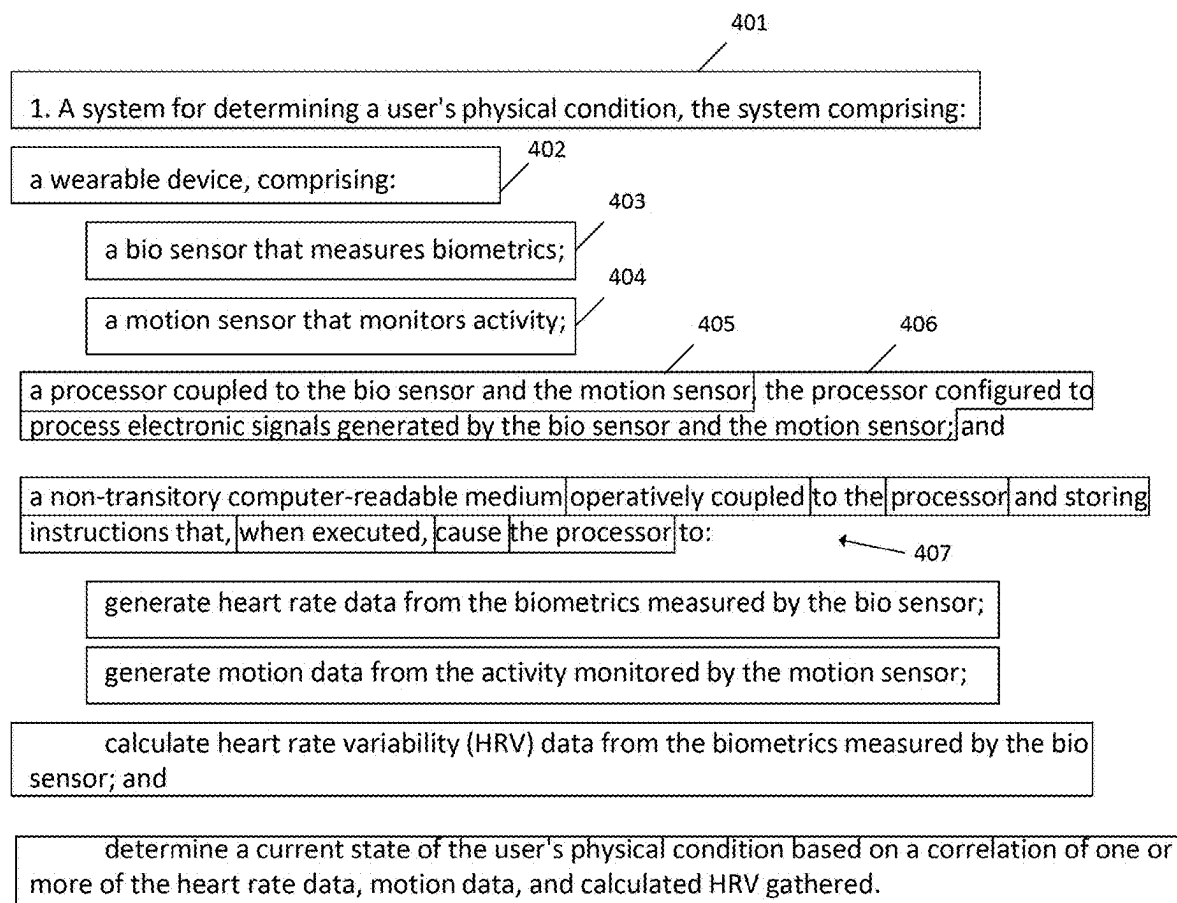 401
1. A system for determining a user's physical condition, the system comprising:
402
a wearable device, comprising:
403
a bio sensor that measures biometrics;
404
a motion sensor that monitors activity;
405
406
a processor coupled to the bio sensor and the motion sensor, the processor configured to
process electronic signals generated by the bio sensor and the motion sensor; and
a non-transitory computer-readable medium operatively coupled to the processor and storing
instructions that, when executed, cause the processor to:
407
generate heart rate data from the biometrics measured by the bio sensor;
generate motion data from the activity monitored by the motion sensor;
calculate heart rate variability (HRV) data from the biometrics measured by the bio
sensor; and
determine a current state of the user's physical condition based on a correlation of one or
more of the heart rate data, motion data, and calculated HRV gathered.